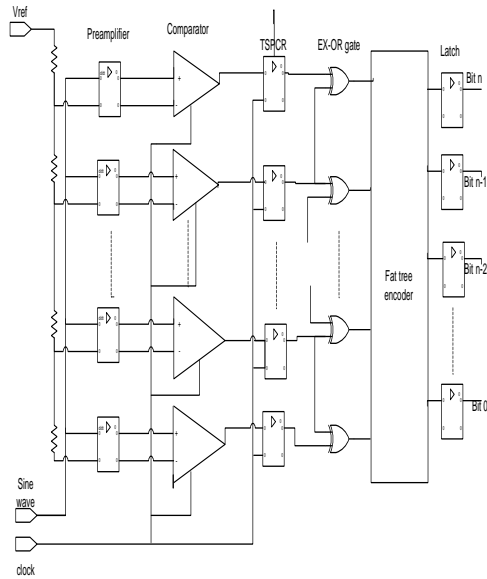 Vref
Preamplifier
Comparator
TSPCR
EX-OR gate
Latch
Bit n
Bit n-1
Bit n-2
Bit 0
Fat tree
encoder
Sine
wave
clock